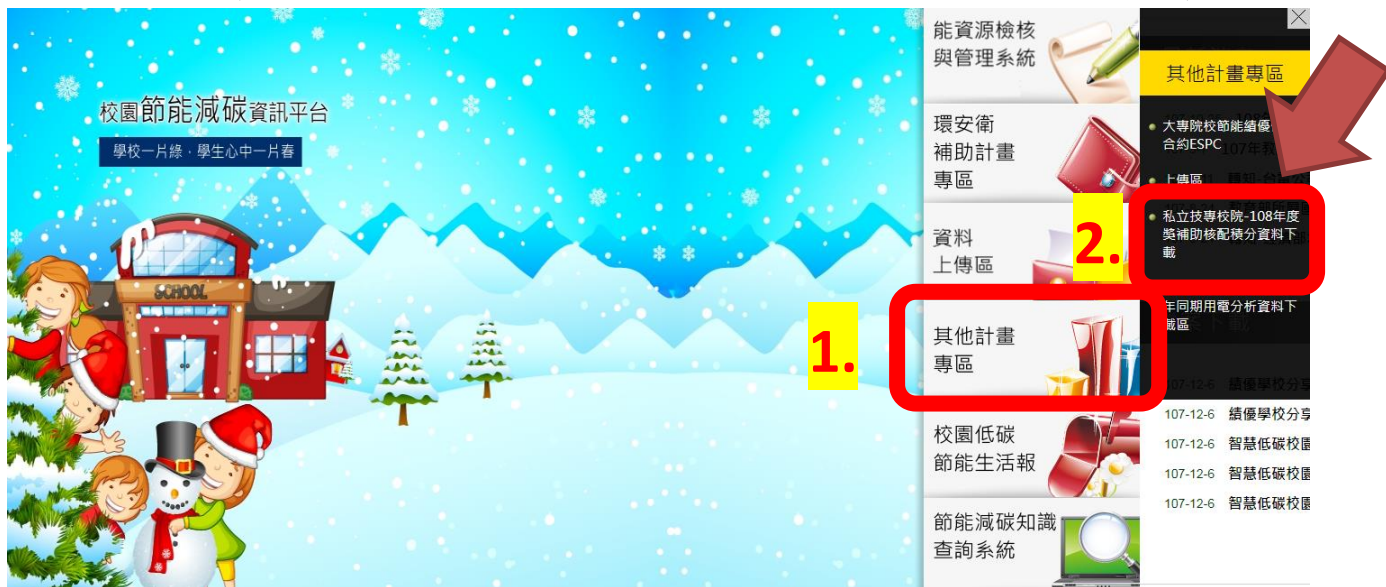 校園節能減碳資訊平台
學校一片綠．學生心中一片春
SCHOOL
1.
2.
能資源檢核
與管理系統
環安衛
補助計畫
專區
資料
上傳區
其他計畫
專區
校園低碳
節能生活報
節能減碳知識
查詢系統
其他計畫專區
大專院校節能績優
合約ESPC
上傳區
私立技專校院-108年度
獎補助核配積分資料下
載
年同期用電分析資料下
載區
107-12-6 績優學校分享
107-12-6 績優學校分享
107-12-6 智慧低碳校園
107-12-6 智慧低碳校園
107-12-6 智慧低碳校園